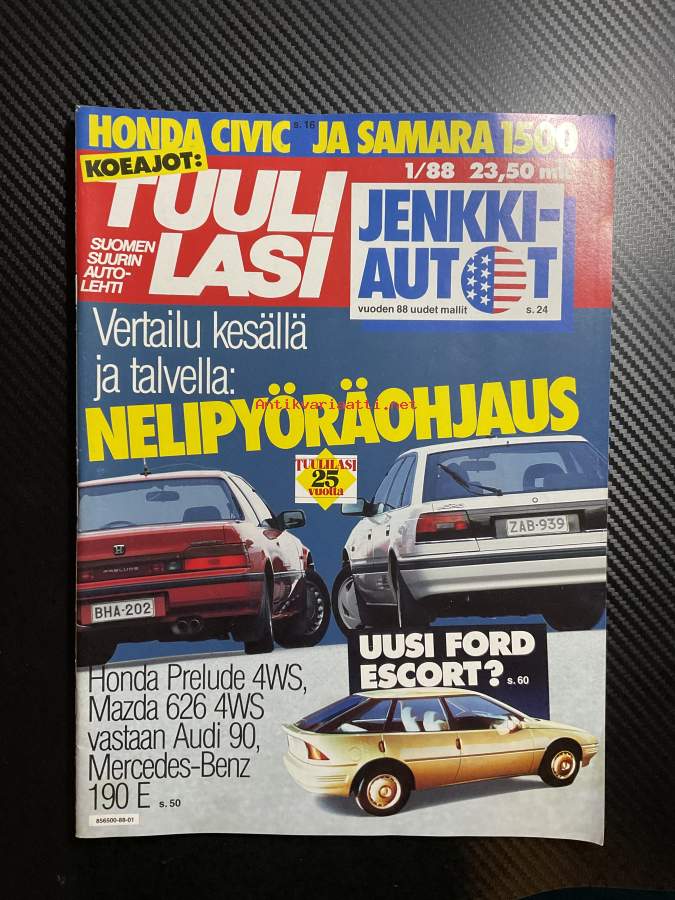 HONDA CIVIC s. 16 JA SAMARA 1500
KOEAJOT:
1/88 23,50 mk
TUULI
LASI
SUOMEN
SUURIN
AUTO-
LEHTI
JENKKI-
AUTOT
vuoden 88 uudet mallit s. 24
Vertailu kesällä
ja talvella:
NELIPYÖRÄOHJAUS
Antikvariaatti.net
TUULILASI
25
vuotta
ZAB-939
PRELUDE
BHA-202
UUSI FORD
ESCORT? s. 60
Honda Prelude 4WS,
Mazda 626 4WS
vastaan Audi 90,
Mercedes-Benz
190 E s. 50
856500-88-01